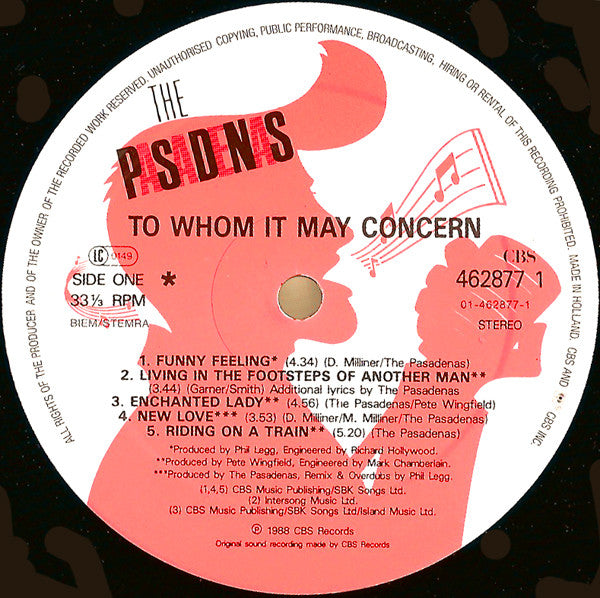 ALL RIGHTS OF THE PRODUCER AND OF THE OWNER OF THE RECORDED WORK RESERVED, UNAUTHORISED COPYING, PUBLIC PERFORMANCE, BROADCASTING, HIRING OR RENTAL OF THIS RECORDING PROHIBITED. MADE IN HOLLAND. CBS AND ARE ••• CBS INC.
THE
PASADENAS
TO WHOM IT MAY CONCERN
LC 0149
SIDE ONE *
33⅓ RPM
BIEM/STEMRA
CBS
462877 1
01-462877-1
STEREO
1. FUNNY FEELING* (4.34) (D. Milliner/The Pasadenas)
2. LIVING IN THE FOOTSTEPS OF ANOTHER MAN**
(3.44) (Garner/Smith) Additional lyrics by The Pasadenas
3. ENCHANTED LADY** (4.56) (The Pasadenas/Pete Wingfield)
4. NEW LOVE*** (3.53) (D. Milliner/M. Milliner/The Pasadenas)
5. RIDING ON A TRAIN** (5.20) (The Pasadenas)
*Produced by Phil Legg, Engineered by Richard Hollywood.
**Produced by Pete Wingfield, Engineered by Mark Chamberlain.
***Produced by The Pasadenas, Remix & Overdubs by Phil Legg.
(1,4,5) CBS Music Publishing/SBK Songs Ltd.
(2) Intersong Music Ltd.
(3) CBS Music Publishing/SBK Songs Ltd/Island Music Ltd.
℗ 1988 CBS Records
Original sound recording made by CBS Records